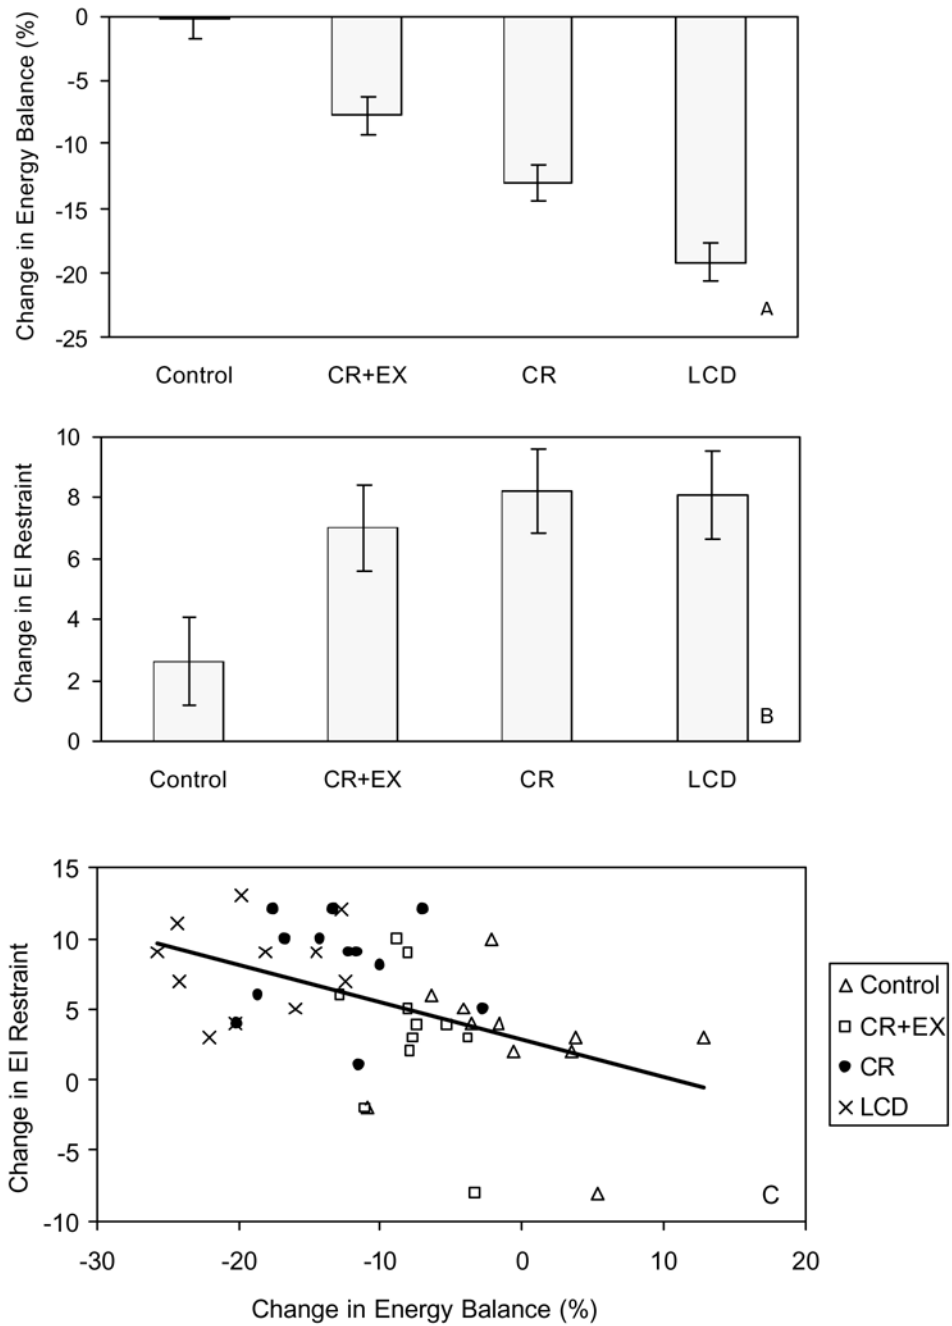 Change in Energy Balance (%)
0
-5
-10
-15
-20
-25
A
Control CR+EX CR LCD
Change in EI Restraint
10
8
6
4
2
0
B
Control CR+EX CR LCD
Change in EI Restraint
15
10
5
0
-5
-10
C
-30 -20 -10 0 10 20
Change in Energy Balance (%)
Control
CR+EX
CR
LCD